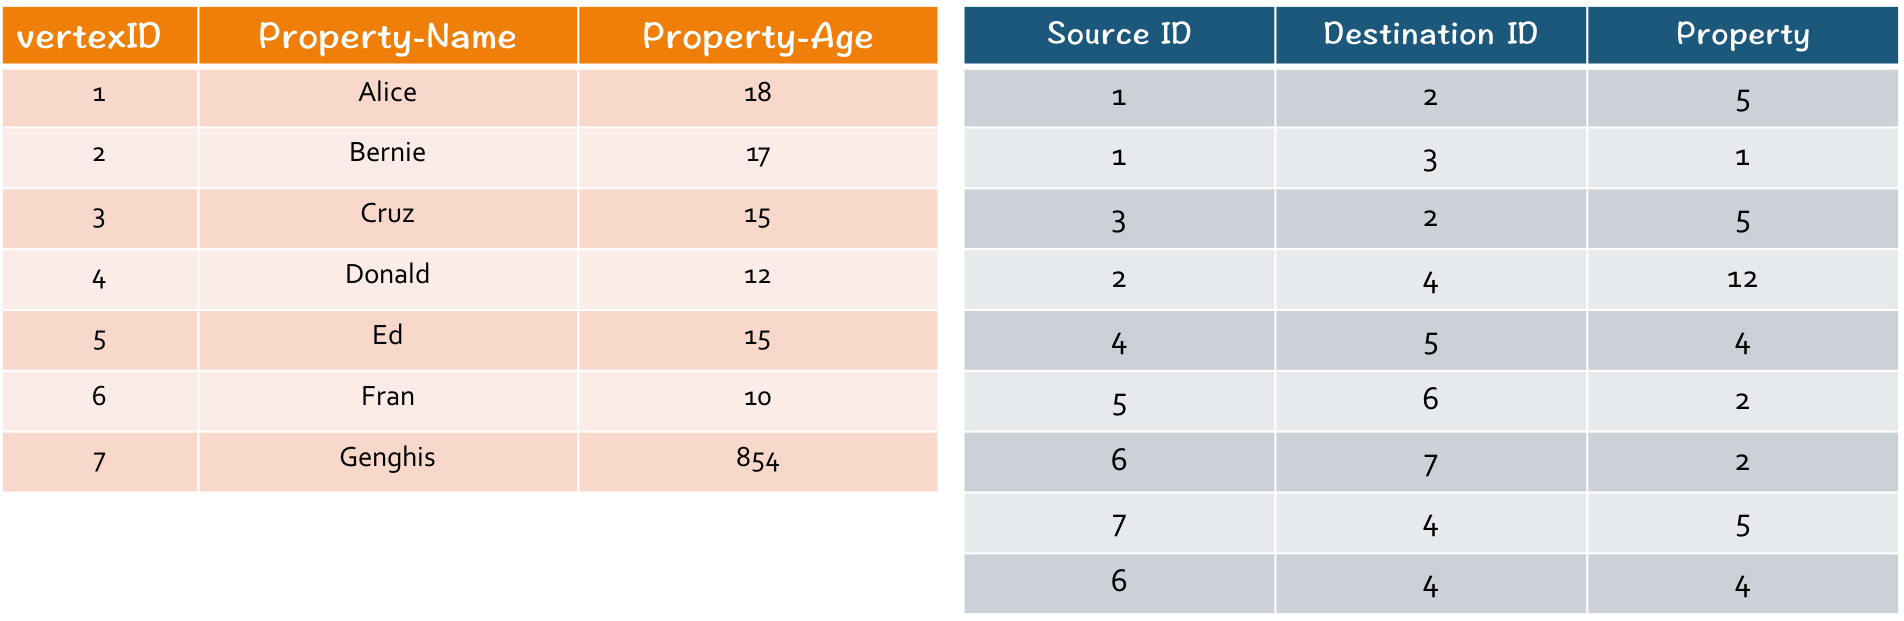 vertexID Property-Name Property-Age
1 Alice 18
2 Bernie 17
3 Cruz 15
4 Donald 12
5 Ed 15
6 Fran 10
7 Genghis 854
Source ID Destination ID Property
1 2 5
1 3 1
3 2 5
2 4 12
4 5 4
5 6 2
6 7 2
7 4 5
6 4 4